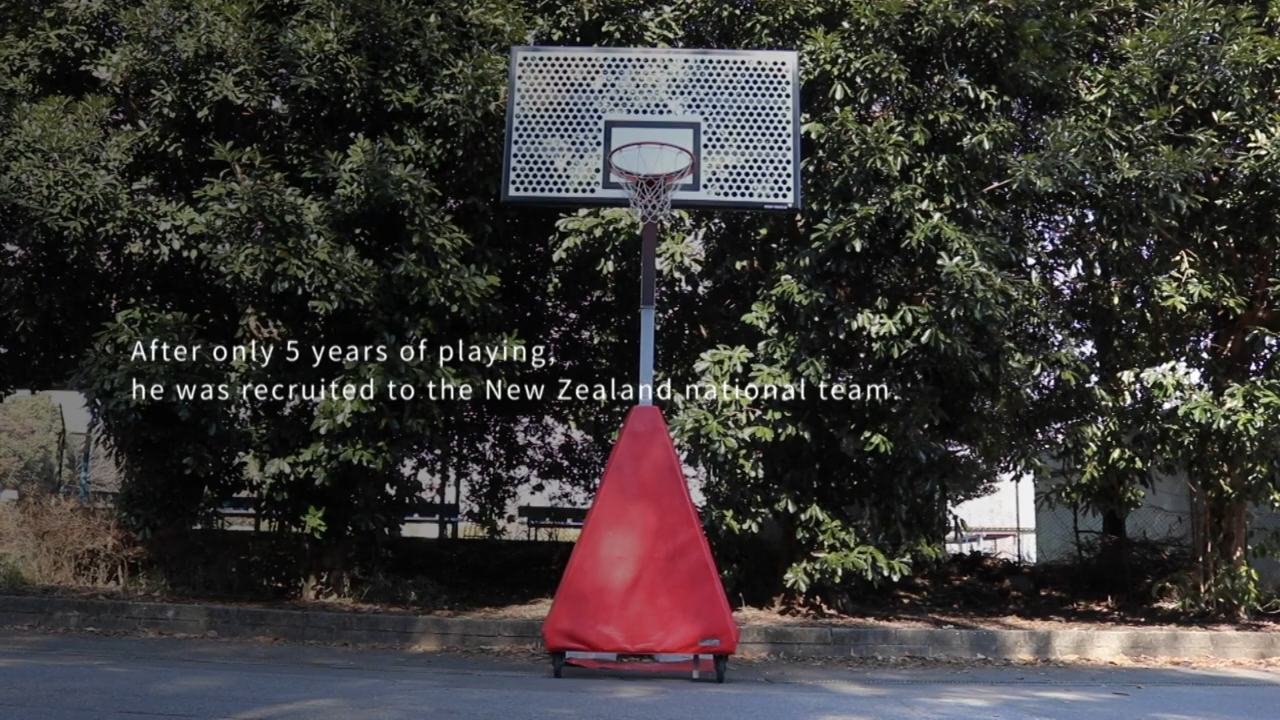 After only 5 years of playing,
he was recruited to the New Zealand national team.